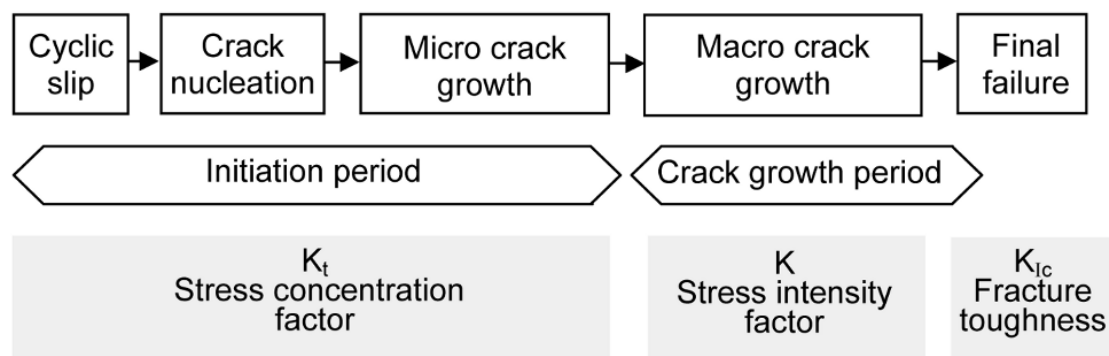 Cyclic
slip
Crack
nucleation
Micro crack
growth
Macro crack
growth
Final
failure
Initiation period
Crack growth period
Kt
Stress concentration
factor
K
Stress intensity
factor
KIc
Fracture
toughness